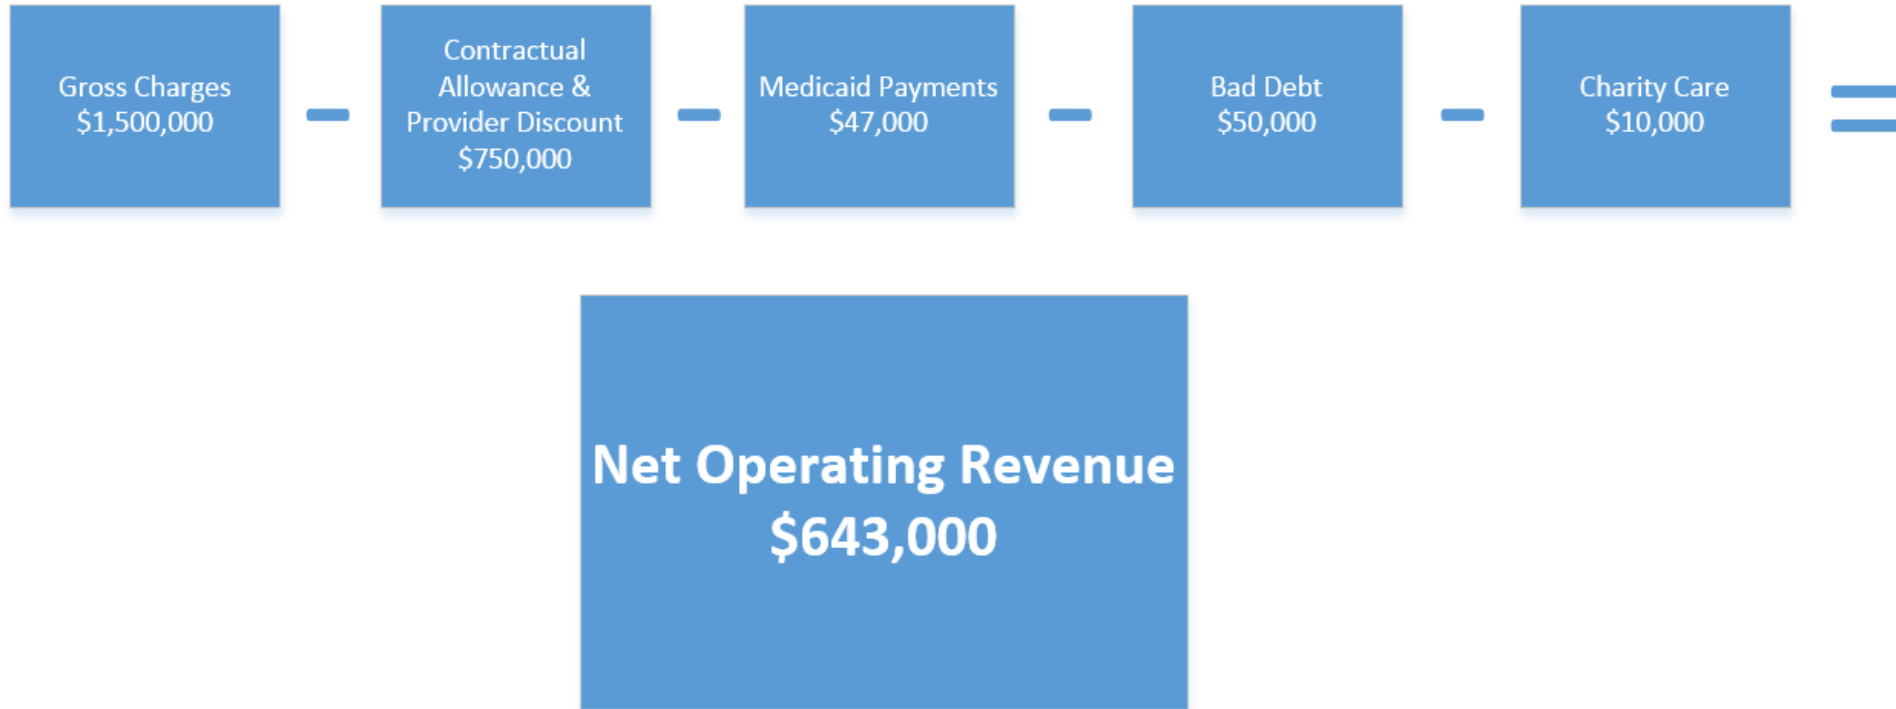 Gross Charges
$1,500,000
Contractual
Allowance &
Provider Discount
$750,000
Medicaid Payments
$47,000
Bad Debt
$50,000
Charity Care
$10,000
Net Operating Revenue
$643,000